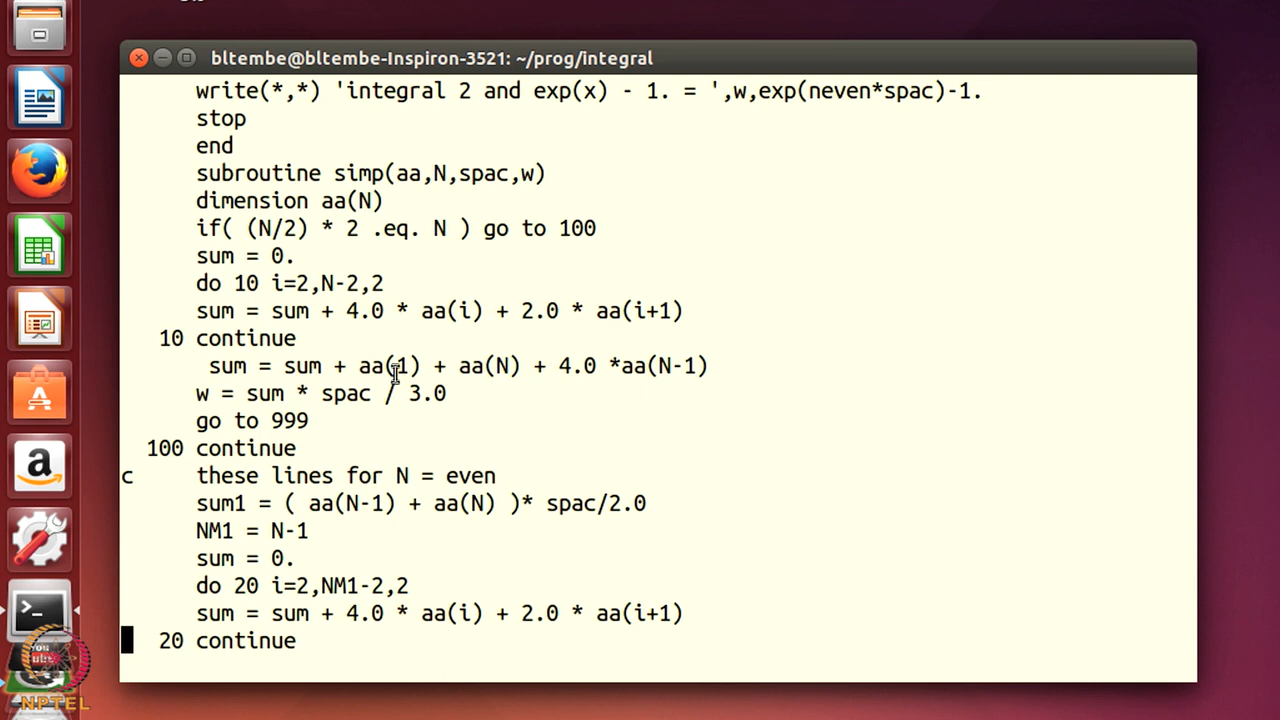 bltembe@bltembe-Inspiron-3521: ~/prog/integral
write(*,*) 'integral 2 and exp(x) - 1. = ',w,exp(neven*spac)-1.
stop
end
subroutine simp(aa,N,spac,w)
dimension aa(N)
if( (N/2) * 2 .eq. N ) go to 100
sum = 0.
do 10 i=2,N-2,2
sum = sum + 4.0 * aa(i) + 2.0 * aa(i+1)
10 continue
sum = sum + aa(1) + aa(N) + 4.0 *aa(N-1)
w = sum * spac / 3.0
go to 999
100 continue
c these lines for N = even
sum1 = ( aa(N-1) + aa(N) )* spac/2.0
NM1 = N-1
sum = 0.
do 20 i=2,NM1-2,2
sum = sum + 4.0 * aa(i) + 2.0 * aa(i+1)
20 continue
NPTEL